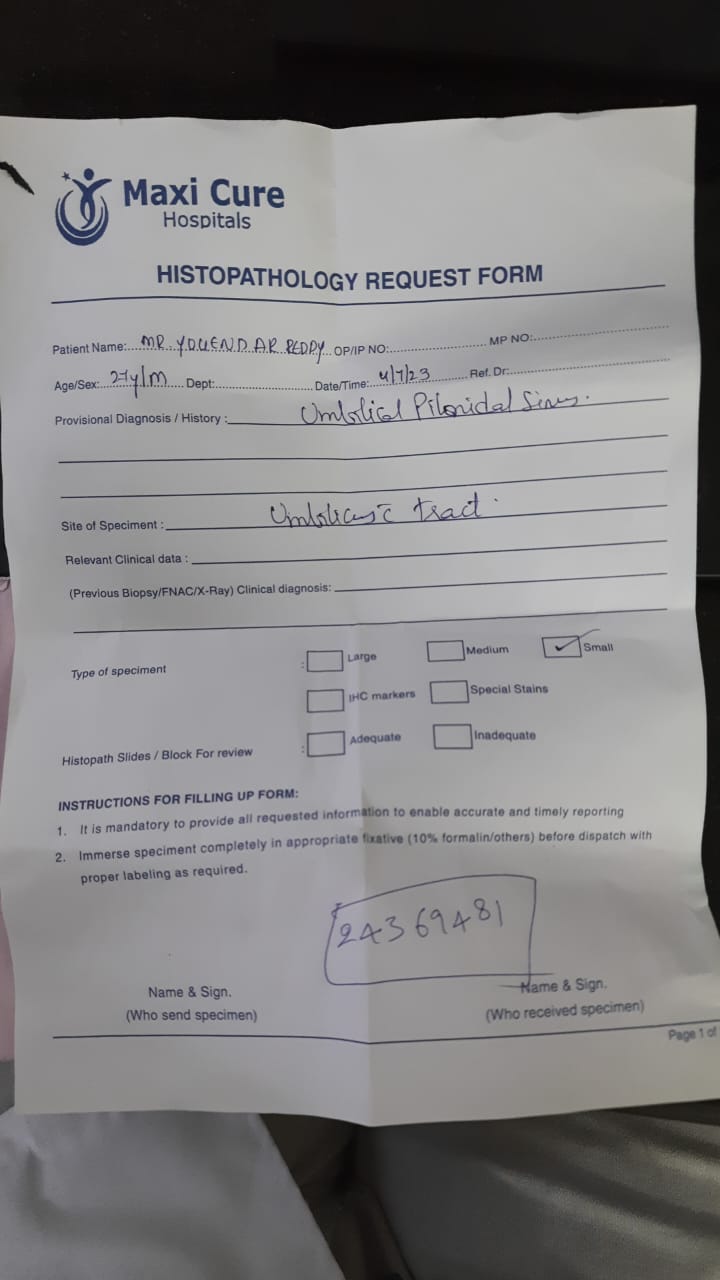 Maxi Cure
Hospitals
HISTOPATHOLOGY REQUEST FORM
Patient Name:... MR YOUENDAR REDDY OP/IP NO:............ MP NO:............
Age/Sex: 27y/M Dept:............ Date/Time: 4/7/23 Ref. Dr:............
Provisional Diagnosis / History : Umbilical Pilonidal Sinus.
Site of Speciment : Umbilicus c̄ tract.
Relevant Clinical data :
(Previous Biopsy/FNAC/X-Ray) Clinical diagnosis:
Type of speciment : Large Medium ✓ Small
IHC markers Special Stains
Histopath Slides / Block For review : Adequate Inadequate
INSTRUCTIONS FOR FILLING UP FORM:
1. It is mandatory to provide all requested information to enable accurate and timely reporting
2. Immerse speciment completely in appropriate fixative (10% formalin/others) before dispatch with
proper labeling as required.
24369481
Name & Sign. Name & Sign.
(Who send specimen) (Who received specimen)
Page 1 of